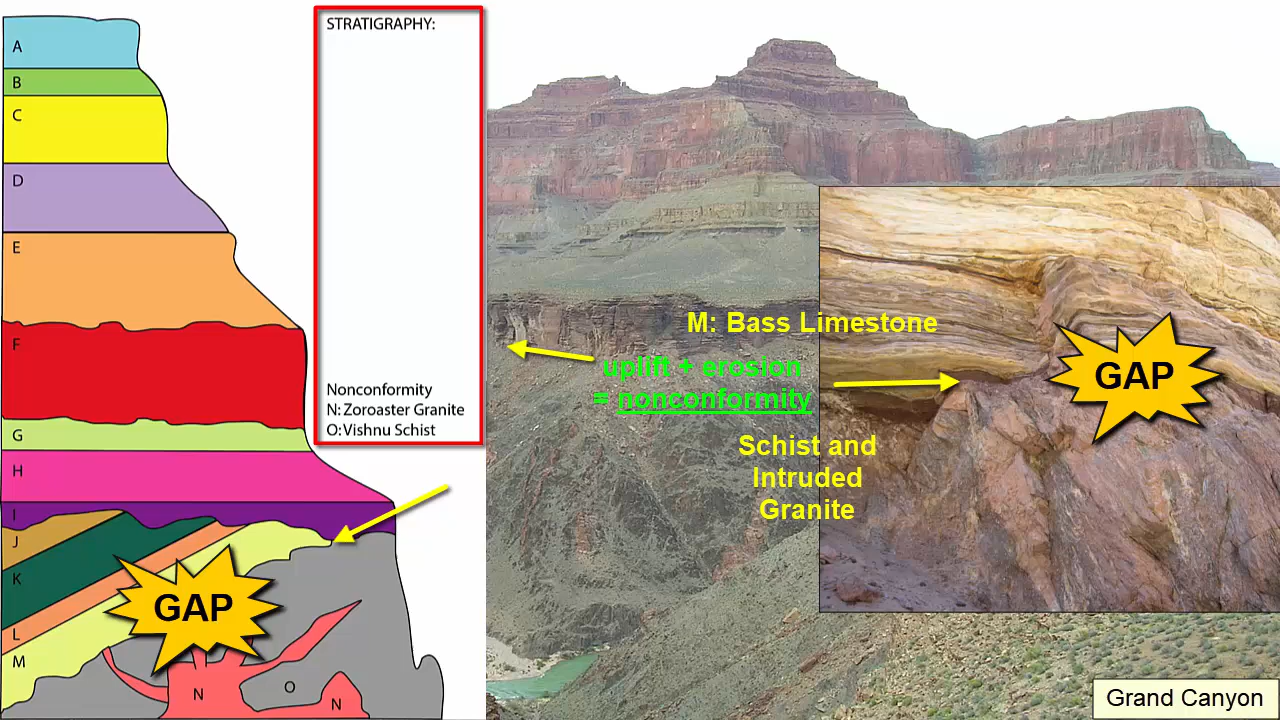 A
B
C
D
E
F
G
H
I
J
K
L
M
GAP
N
O
N
STRATIGRAPHY:
Nonconformity
N: Zoroaster Granite
O: Vishnu Schist
M: Bass Limestone
uplift + erosion
= nonconformity
Schist and
Intruded
Granite
GAP
Grand Canyon